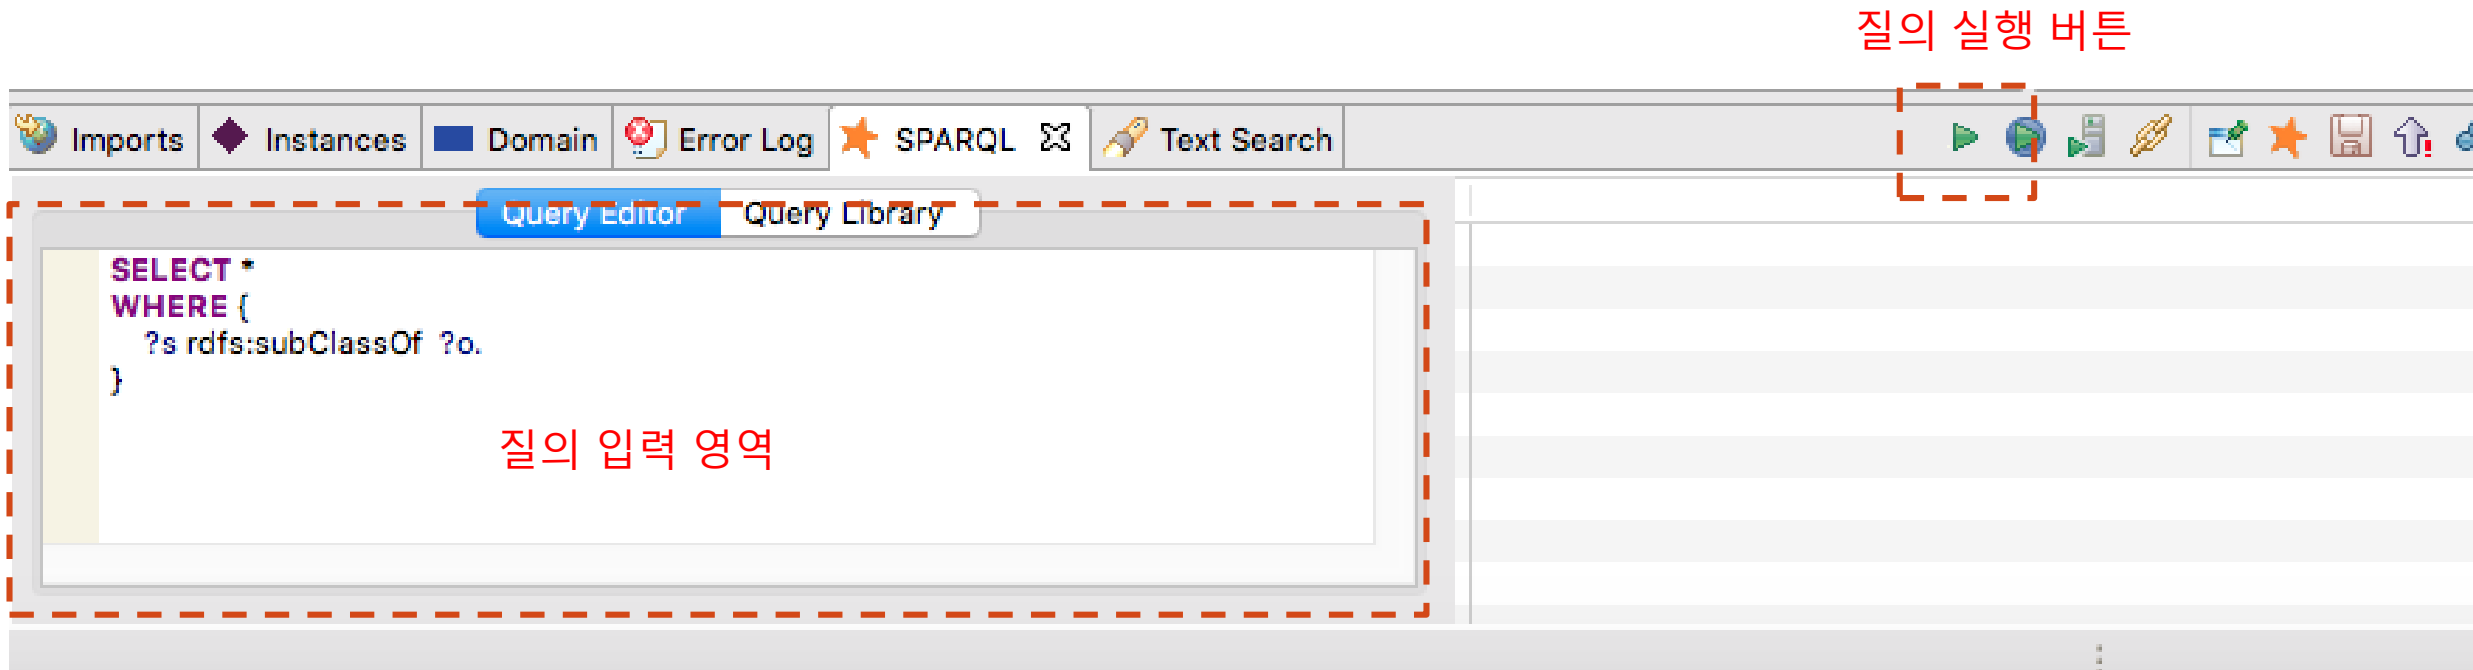 질의 실행 버튼
Imports Instances Domain Error Log SPARQL Text Search
Query Editor Query Library
SELECT *
WHERE {
?s rdfs:subClassOf ?o.
}
질의 입력 영역